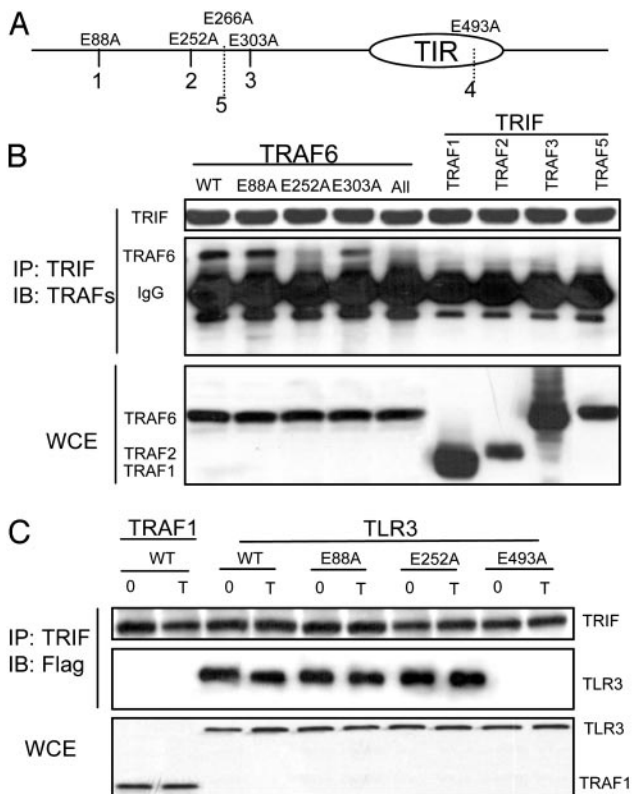 A
E88A E252A E266A E303A TIR E493A
1 2 5 3 4
B
TRAF6 TRIF
WT E88A E252A E303A All TRAF1 TRAF2 TRAF3 TRAF5
TRIF
IP: TRIF
IB: TRAFs
TRAF6
IgG
WCE
TRAF6
TRAF2
TRAF1
C
TRAF1 TLR3
WT WT E88A E252A E493A
0 T 0 T 0 T 0 T 0 T
IP: TRIF
IB: Flag
TRIF
TLR3
WCE
TLR3
TRAF1